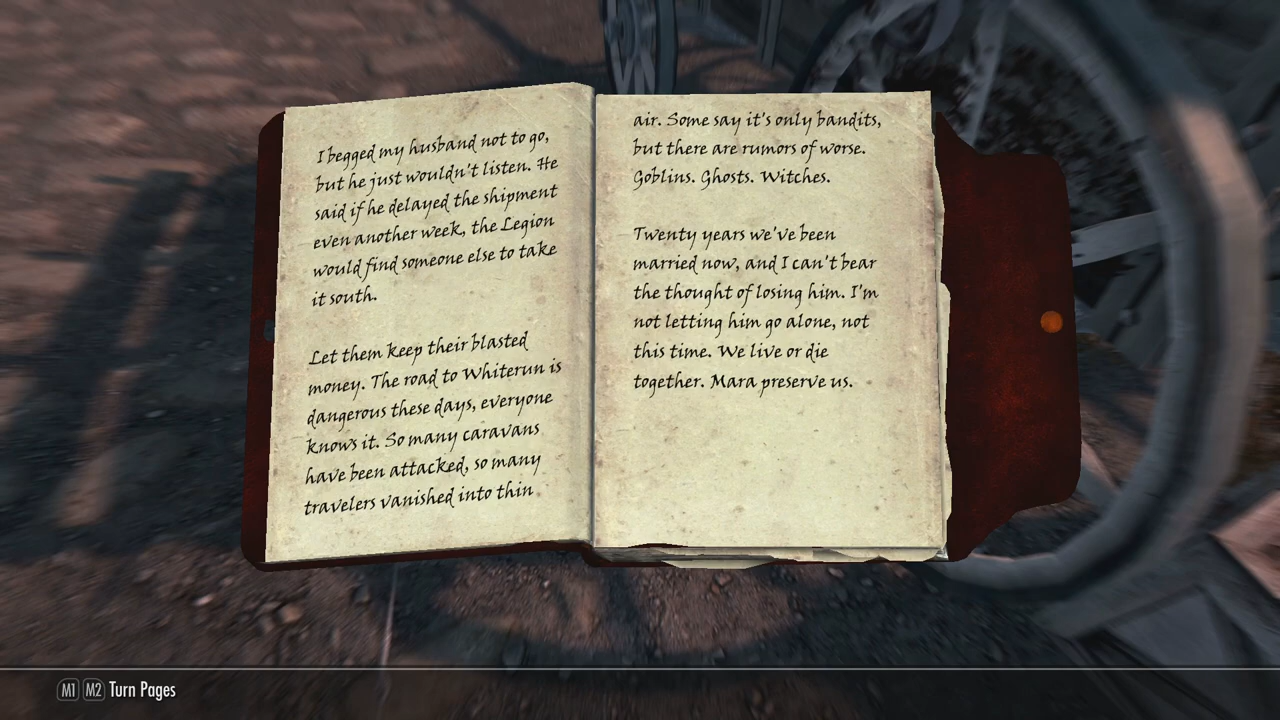 I begged my husband not to go,
but he just wouldn't listen. He
said if he delayed the shipment
even another week, the Legion
would find someone else to take
it south.
Let them keep their blasted
money. The road to Whiterun is
dangerous these days, everyone
knows it. So many caravans
have been attacked, so many
travelers vanished into thin
air. Some say it's only bandits,
but there are rumors of worse.
Goblins. Ghosts. Witches.
Twenty years we've been
married now, and I can't bear
the thought of losing him. I'm
not letting him go alone, not
this time. We live or die
together. Mara preserve us.
M1 M2 Turn Pages